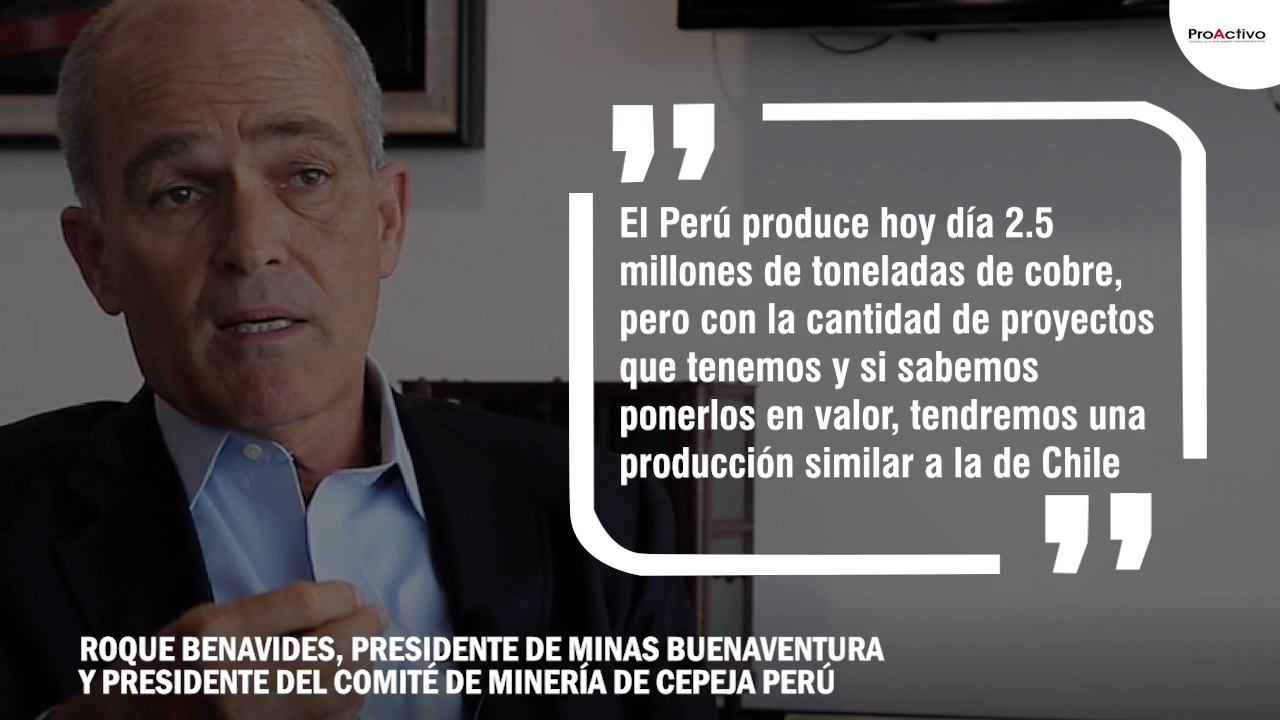 ProActivo
El Perú produce hoy día 2.5
millones de toneladas de cobre,
pero con la cantidad de proyectos
que tenemos y si sabemos
ponerlos en valor, tendremos una
producción similar a la de Chile
ROQUE BENAVIDES, PRESIDENTE DE MINAS BUENAVENTURA
Y PRESIDENTE DEL COMITÉ DE MINERÍA DE CEPEJA PERÚ